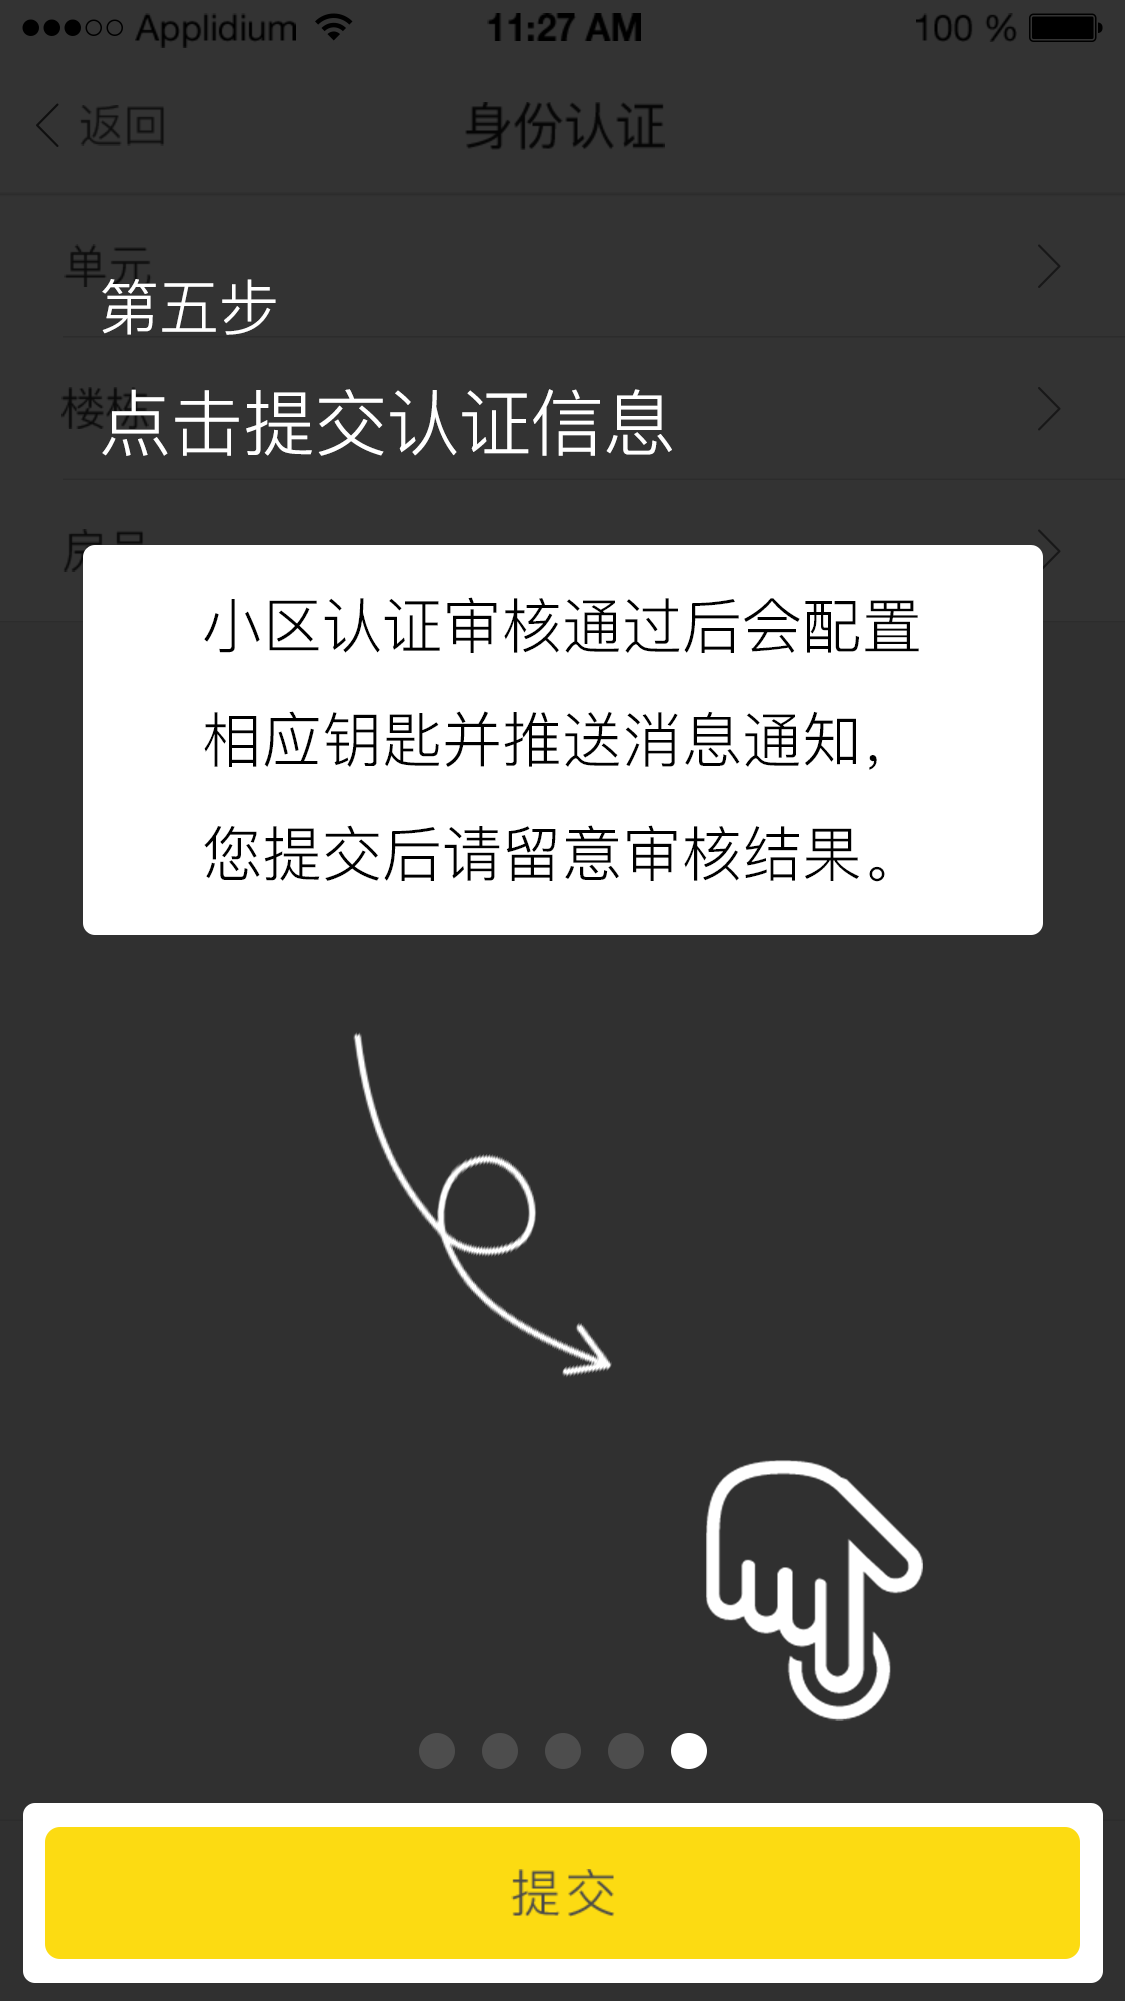 Applidium 11:27 AM 100 %
返回 身份认证
单元
第五步
楼栋
点击提交认证信息
房号
小区认证审核通过后会配置
相应钥匙并推送消息通知，
您提交后请留意审核结果。
提交